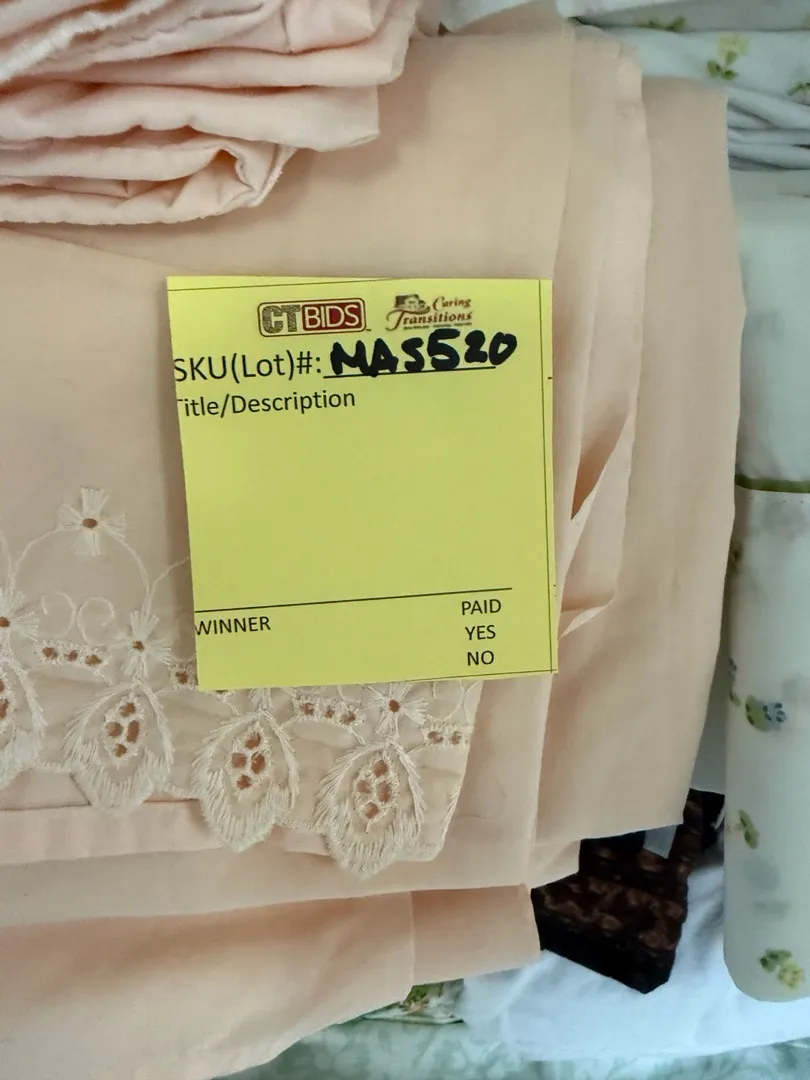 CTBIDS
Caring
Transitions
SKU(Lot)#: MAS520
Title/Description
WINNER
PAID
YES
NO